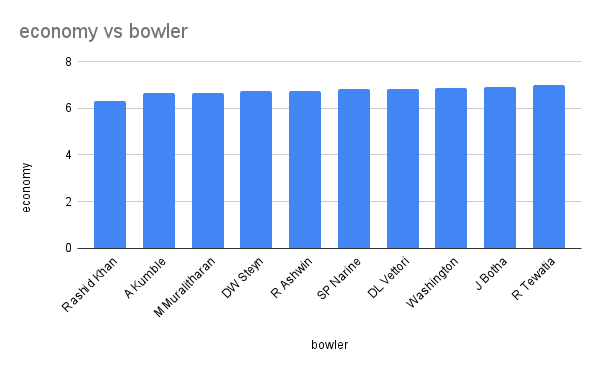 economy vs bowler
8
6
4
2
0
economy
Rashid Khan
A Kumble
M Muralitharan
DW Steyn
R Ashwin
SP Narine
DL Vettori
Washington
J Botha
R Tewatia
bowler